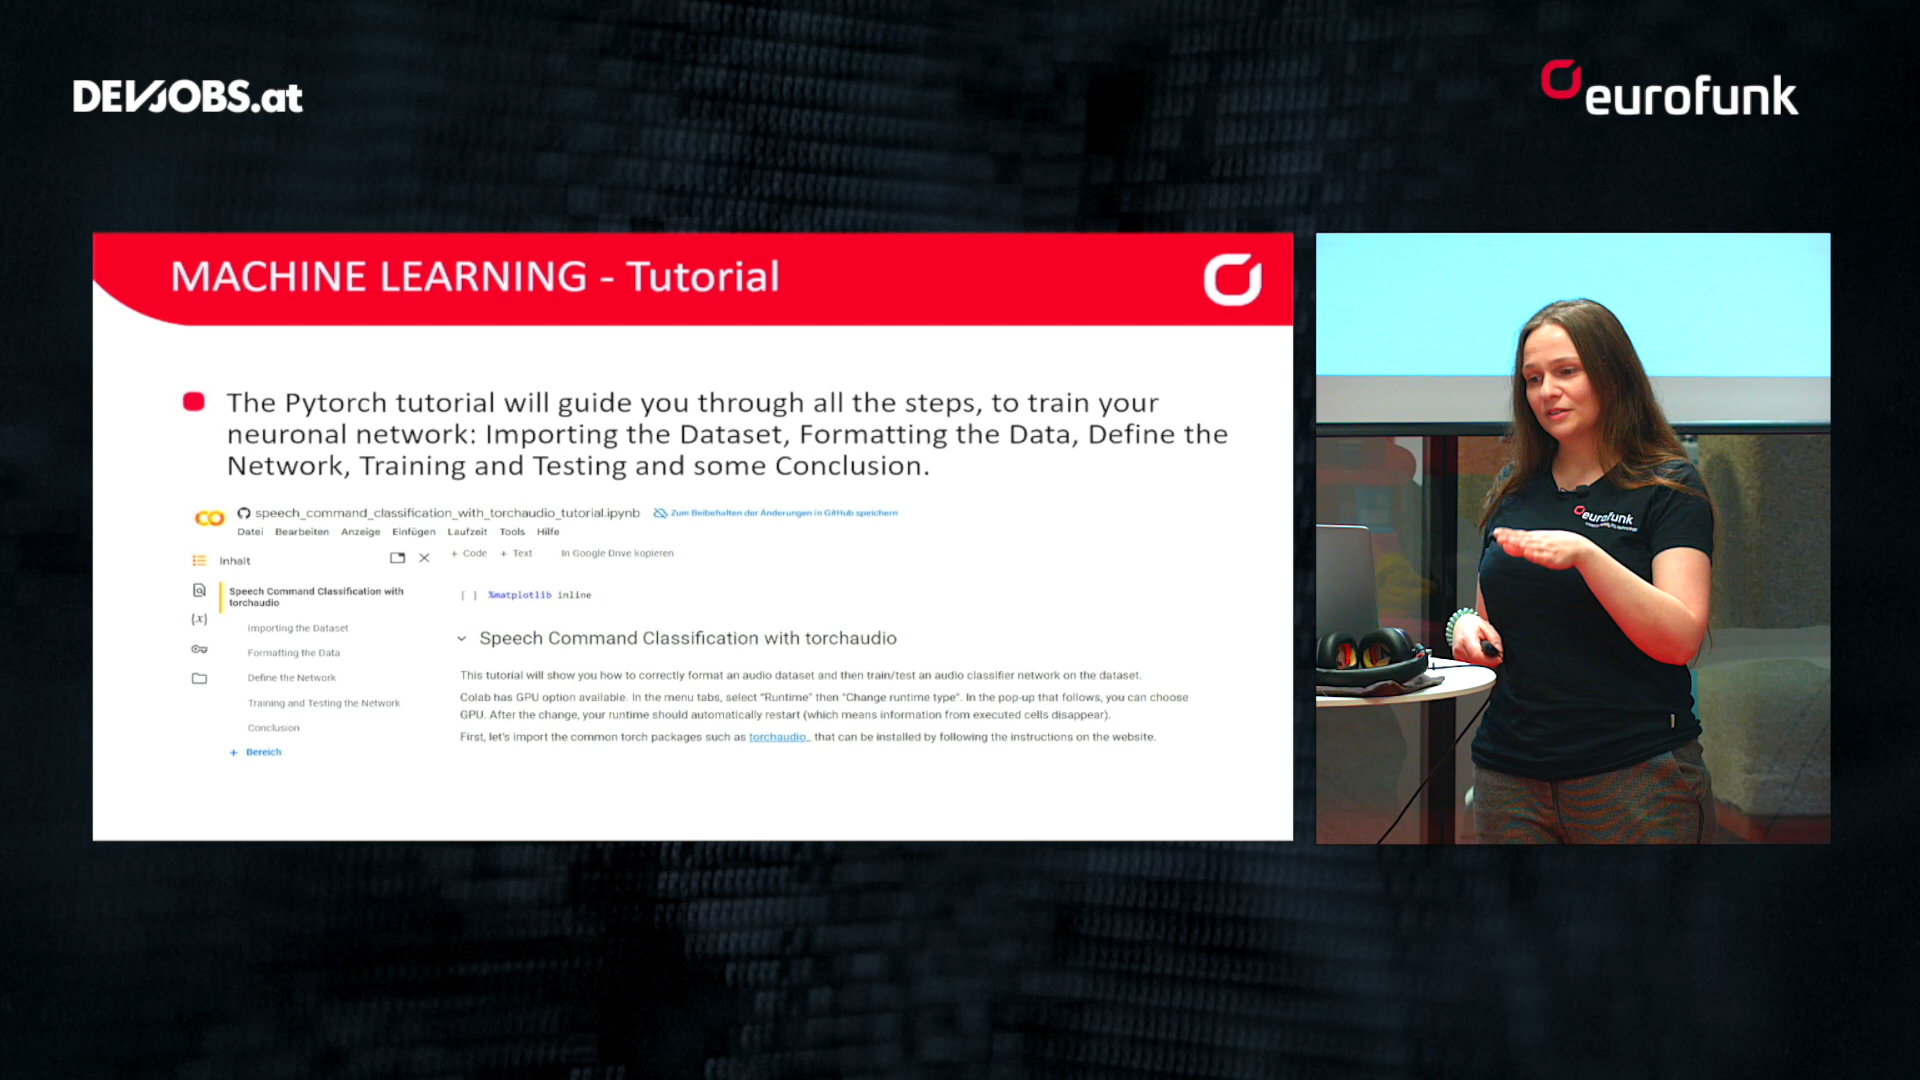 DEVJOBS.at
eurofunk
MACHINE LEARNING - Tutorial
The Pytorch tutorial will guide you through all the steps, to train your
neuronal network: Importing the Dataset, Formatting the Data, Define the
Network, Training and Testing and some Conclusion.
speech_command_classification_with_torchaudio_tutorial.ipynb Zum Beibehalten der Änderungen in GitHub speichern
Datei Bearbeiten Anzeige Einfügen Laufzeit Tools Hilfe
Inhalt
+ Code + Text In Google Drive kopieren
Speech Command Classification with
torchaudio
Importing the Dataset
Formatting the Data
Define the Network
Training and Testing the Network
Conclusion
+ Bereich
[ ] %matplotlib inline
Speech Command Classification with torchaudio
This tutorial will show you how to correctly format an audio dataset and then train/test an audio classifier network on the dataset.
Colab has GPU option available. In the menu tabs, select "Runtime" then "Change runtime type". In the pop-up that follows, you can choose
GPU. After the change, your runtime should automatically restart (which means information from executed cells disappear).
First, let's import the common torch packages such as torchaudio_ that can be installed by following the instructions on the website.
eurofunk